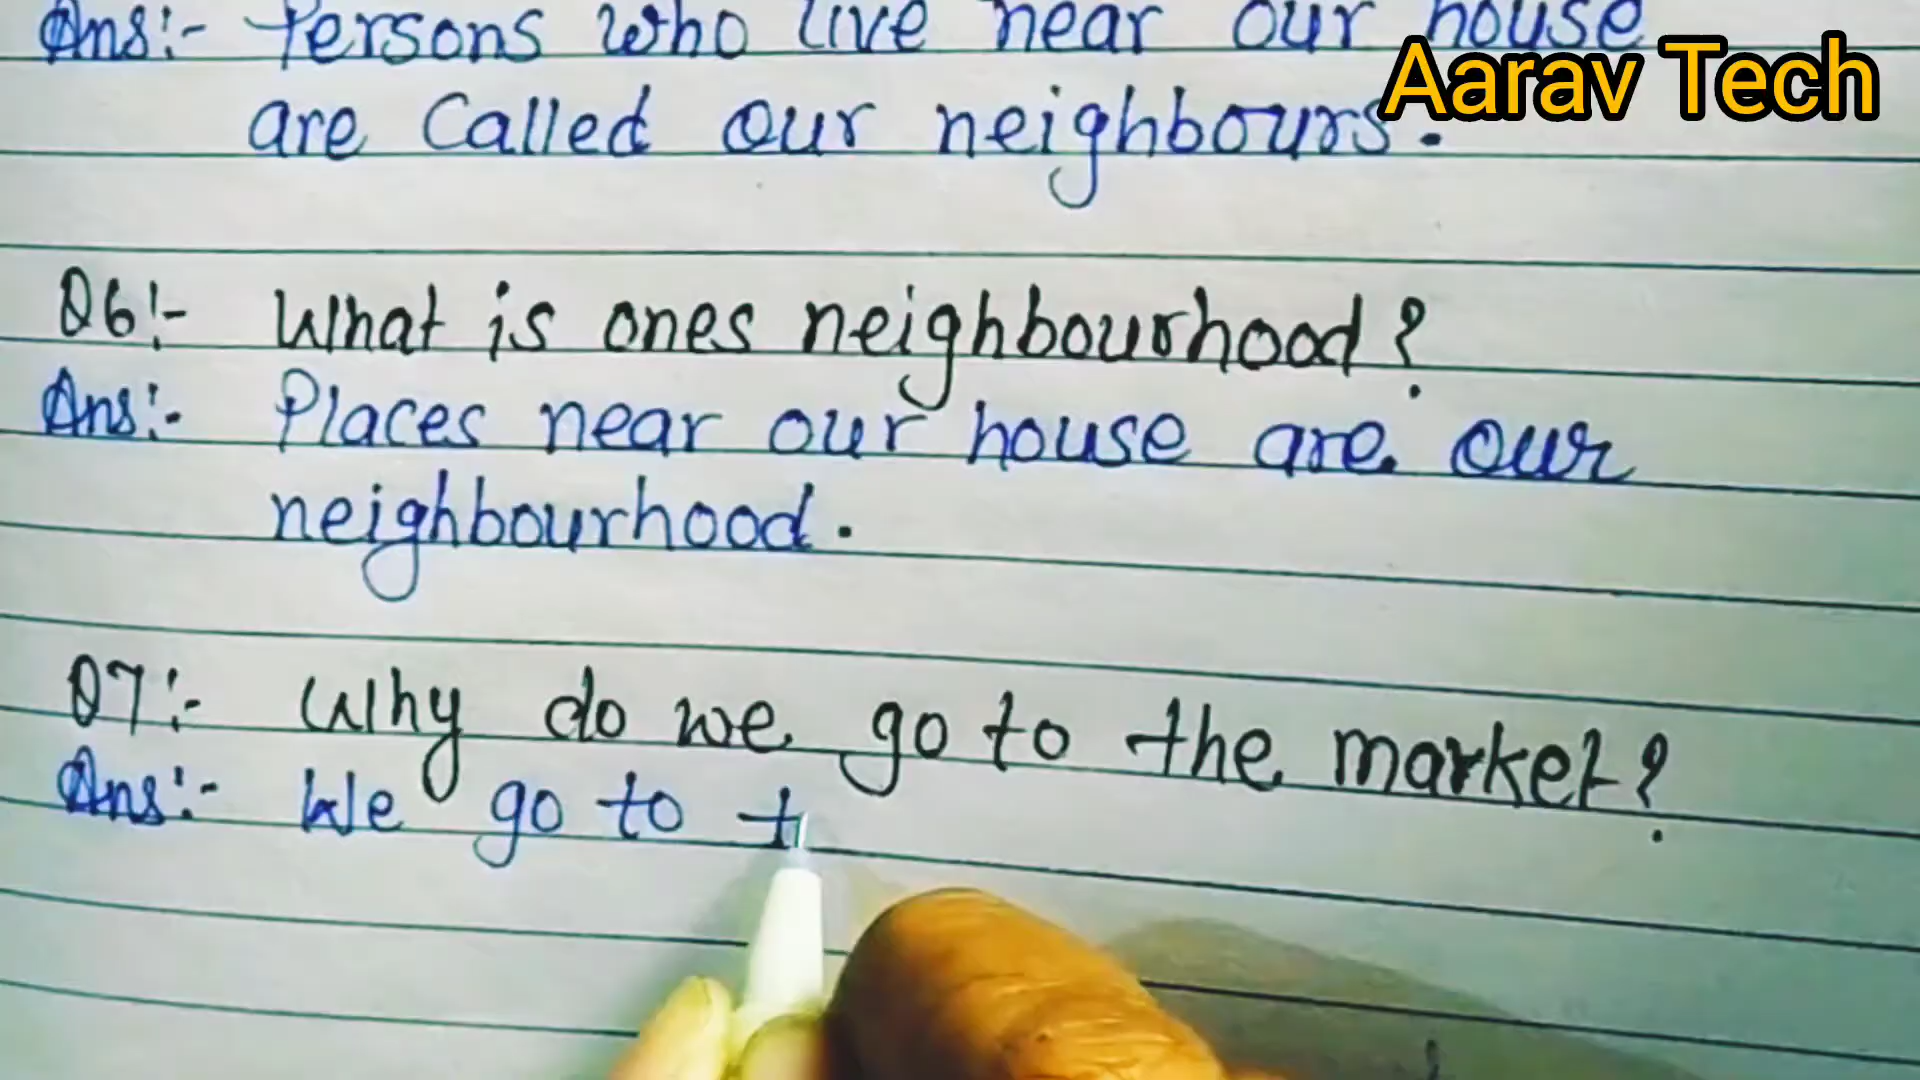 Ans:- Persons who live near our house
Aarav Tech
are called our neighbours.
Q6:- What is ones neighbourhood?
Ans:- Places near our house are our
neighbourhood.
Q7:- Why do we go to the market?
Ans:- We go to t